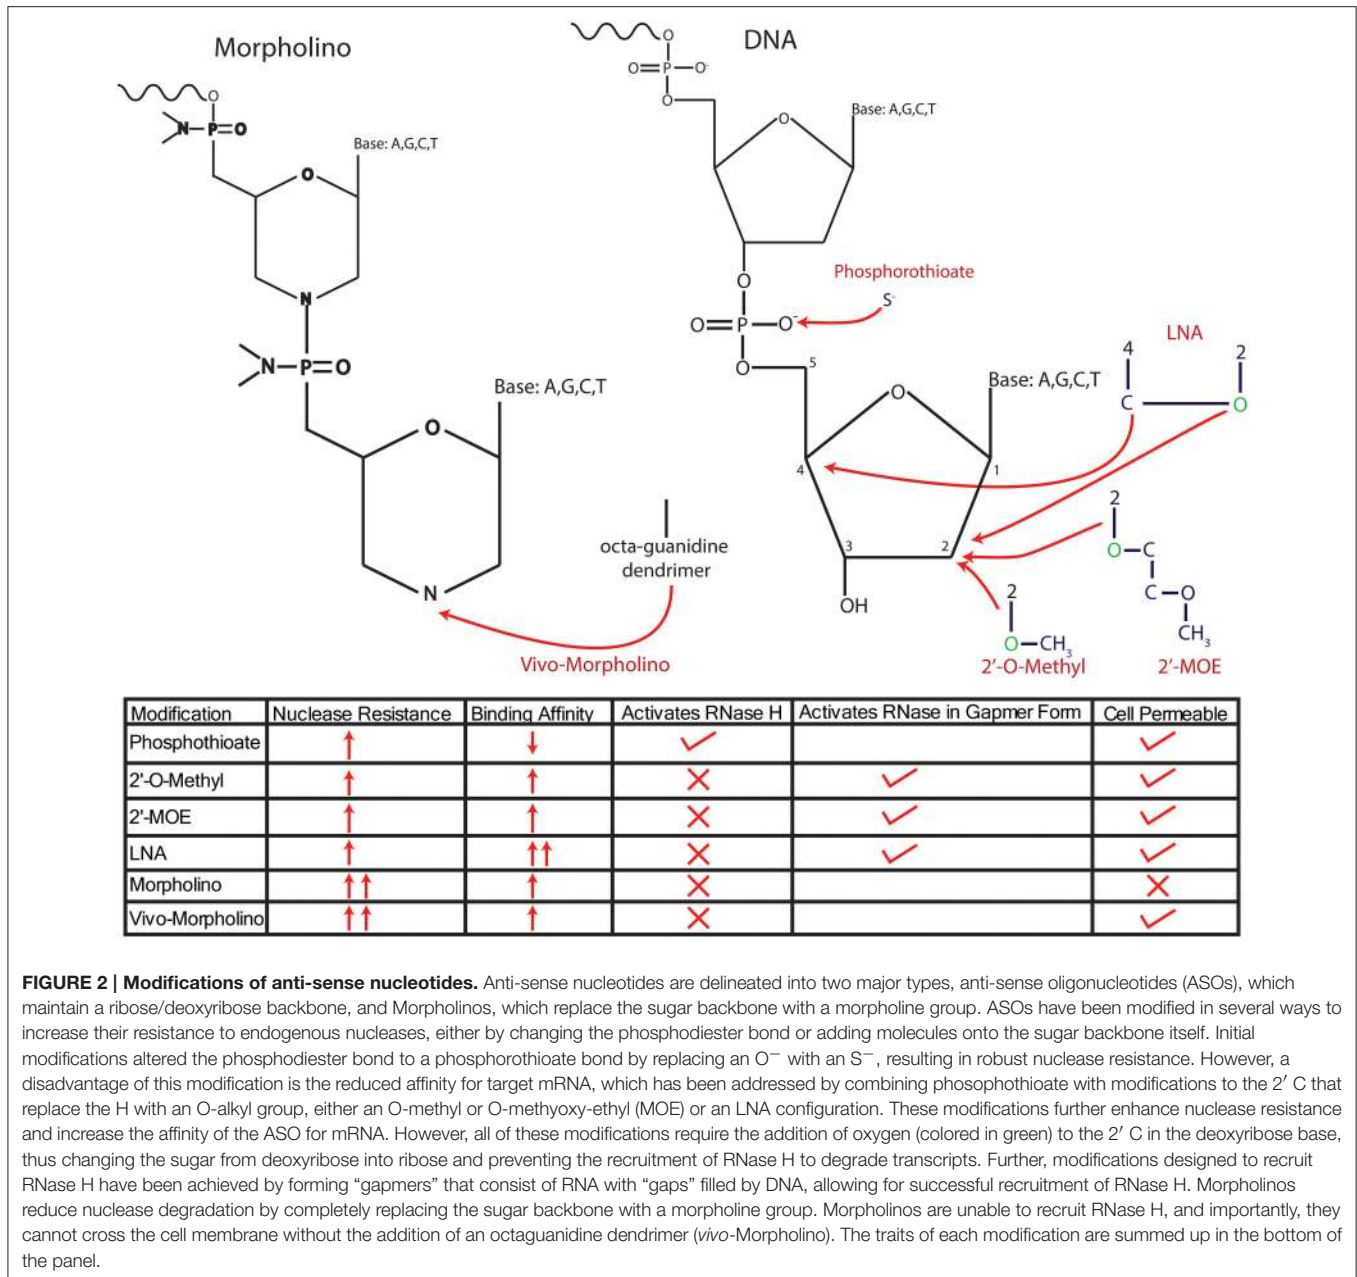 Morpholino
DNA
O
O
N–P=O
O=P–O-
O
Base: A,G,C,T
Base: A,G,C,T
O
O
N
O
Phosphorothioate
S-
O=P–O-
O
5
N–P=O
LNA
4
2
C
O
Base: A,G,C,T
Base: A,G,C,T
O
O
4
1
3
2
OH
N
octa-guanidine
dendrimer
Vivo-Morpholino
2
O–C
C–O
CH3
2
O–CH3
2'-O-Methyl
2'-MOE
Modification Nuclease Resistance Binding Affinity Activates RNase H Activates RNase in Gapmer Form Cell Permeable
Phosphothioate ↑ ↓ ✓ ✓
2'-O-Methyl ↑ ↑ ✕ ✓ ✓
2'-MOE ↑ ↑ ✕ ✓ ✓
LNA ↑ ↑↑ ✕ ✓ ✓
Morpholino ↑↑ ↑ ✕ ✕
Vivo-Morpholino ↑↑ ↑ ✕ ✓
FIGURE 2 | Modifications of anti-sense nucleotides. Anti-sense nucleotides are delineated into two major types, anti-sense oligonucleotides (ASOs), which
maintain a ribose/deoxyribose backbone, and Morpholinos, which replace the sugar backbone with a morpholine group. ASOs have been modified in several ways to
increase their resistance to endogenous nucleases, either by changing the phosphodiester bond or adding molecules onto the sugar backbone itself. Initial
modifications altered the phosphodiester bond to a phosphorothioate bond by replacing an O⁻ with an S⁻, resulting in robust nuclease resistance. However, a
disadvantage of this modification is the reduced affinity for target mRNA, which has been addressed by combining phosophothioate with modifications to the 2′ C that
replace the H with an O-alkyl group, either an O-methyl or O-methyoxy-ethyl (MOE) or an LNA configuration. These modifications further enhance nuclease resistance
and increase the affinity of the ASO for mRNA. However, all of these modifications require the addition of oxygen (colored in green) to the 2′ C in the deoxyribose base,
thus changing the sugar from deoxyribose into ribose and preventing the recruitment of RNase H to degrade transcripts. Further, modifications designed to recruit
RNase H have been achieved by forming “gapmers” that consist of RNA with “gaps” filled by DNA, allowing for successful recruitment of RNase H. Morpholinos
reduce nuclease degradation by completely replacing the sugar backbone with a morpholine group. Morpholinos are unable to recruit RNase H, and importantly, they
cannot cross the cell membrane without the addition of an octaguanidine dendrimer (vivo-Morpholino). The traits of each modification are summed up in the bottom of
the panel.